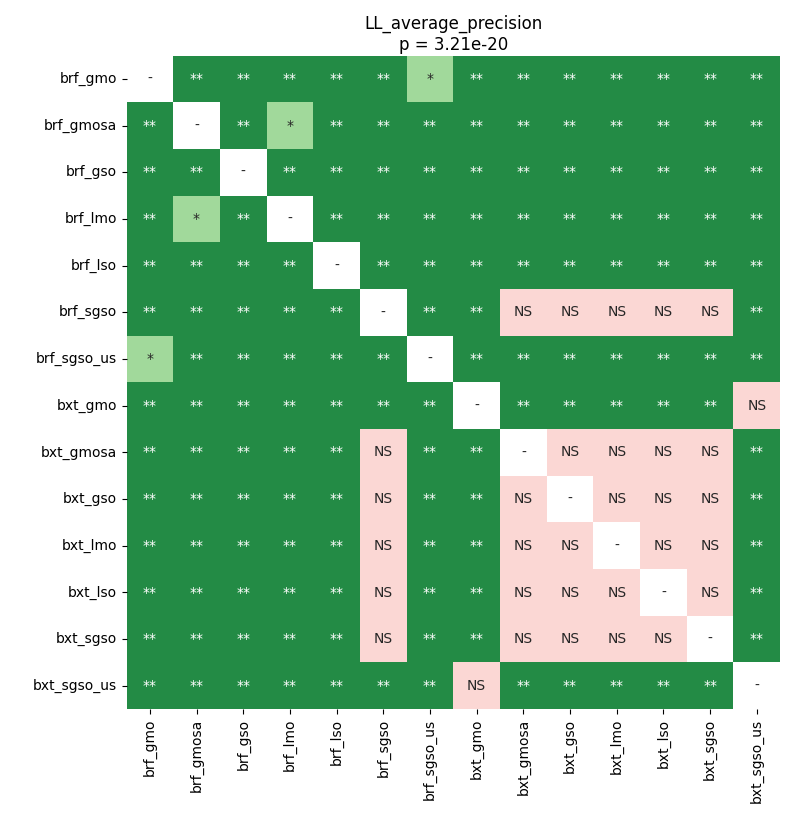 LL_average_precision
p = 3.21e-20
brf_gmo - ** ** ** ** ** * ** ** ** ** ** ** **
brf_gmosa ** - ** * ** ** ** ** ** ** ** ** ** **
brf_gso ** ** - ** ** ** ** ** ** ** ** ** ** **
brf_lmo ** * ** - ** ** ** ** ** ** ** ** ** **
brf_lso ** ** ** ** - ** ** ** ** ** ** ** ** **
brf_sgso ** ** ** ** ** - ** ** NS NS NS NS NS **
brf_sgso_us * ** ** ** ** ** - ** ** ** ** ** ** **
bxt_gmo ** ** ** ** ** ** ** - ** ** ** ** ** NS
bxt_gmosa ** ** ** ** ** NS ** ** - NS NS NS NS **
bxt_gso ** ** ** ** ** NS ** ** NS - NS NS NS **
bxt_lmo ** ** ** ** ** NS ** ** NS NS - NS NS **
bxt_lso ** ** ** ** ** NS ** ** NS NS NS - NS **
bxt_sgso ** ** ** ** ** NS ** ** NS NS NS NS - **
bxt_sgso_us ** ** ** ** ** ** ** NS ** ** ** ** ** -
brf_gmo brf_gmosa brf_gso brf_lmo brf_lso brf_sgso brf_sgso_us bxt_gmo bxt_gmosa bxt_gso bxt_lmo bxt_lso bxt_sgso bxt_sgso_us